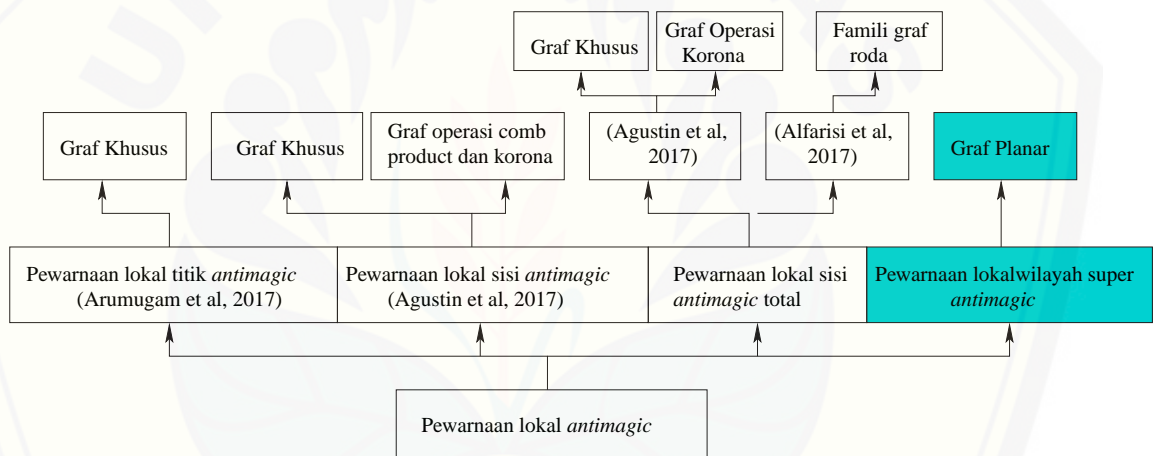 Graf Khusus
Graf Operasi
Korona
Famili graf
roda
Graf Khusus
Graf Khusus
Graf operasi comb
product dan korona
(Agustin et al,
2017)
(Alfarisi et al,
2017)
Graf Planar
Pewarnaan lokal titik antimagic
(Arumugam et al, 2017)
Pewarnaan lokal sisi antimagic
(Agustin et al, 2017)
Pewarnaan lokal sisi
antimagic total
Pewarnaan lokalwilayah super
antimagic
Pewarnaan lokal antimagic